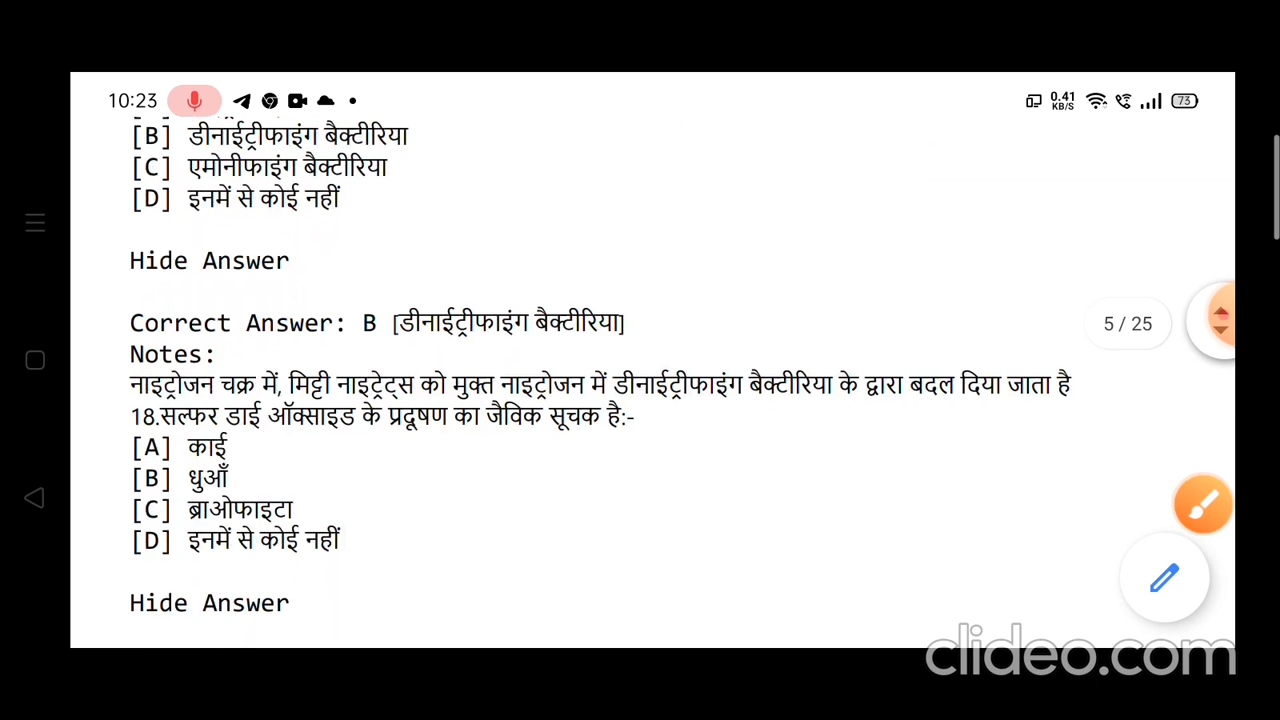 10:23
0.41 KB/S
73
[B] डीनाईट्रीफाइंग बैक्टीरिया
[C] एमोनीफाइंग बैक्टीरिया
[D] इनमें से कोई नहीं
Hide Answer
Correct Answer: B [डीनाईट्रीफाइंग बैक्टीरिया]
5 / 25
Notes:
नाइट्रोजन चक्र में, मिट्टी नाइट्रेट्स को मुक्त नाइट्रोजन में डीनाईट्रीफाइंग बैक्टीरिया के द्वारा बदल दिया जाता है
18.सल्फर डाई ऑक्साइड के प्रदूषण का जैविक सूचक है:-
[A] काई
[B] धुआँ
[C] ब्राओफाइटा
[D] इनमें से कोई नहीं
Hide Answer
clideo.com